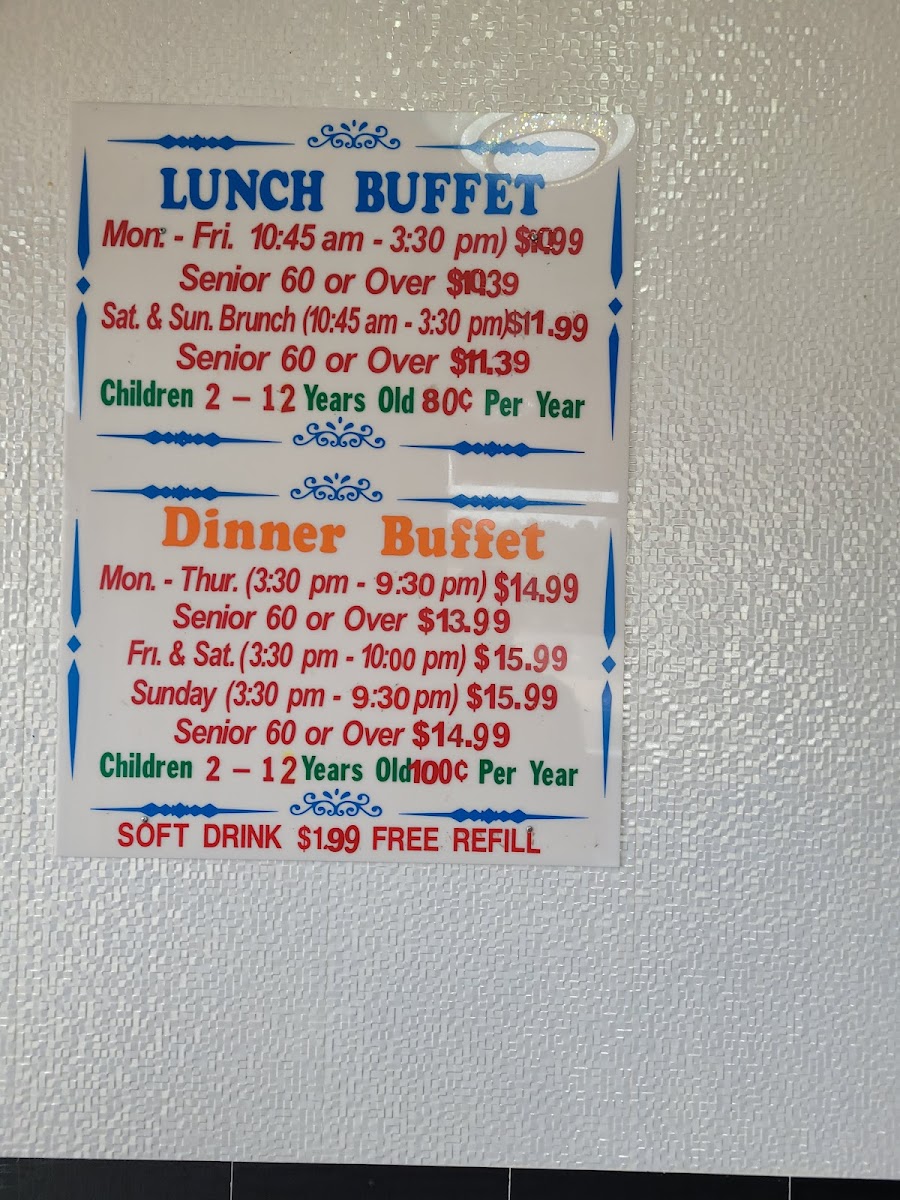 LUNCH BUFFET
Mon. - Fri. 10:45 am - 3:30 pm) $10.99
Senior 60 or Over $10.39
Sat. & Sun. Brunch (10:45 am - 3:30 pm) $11.99
Senior 60 or Over $11.39
Children 2 – 12 Years Old 80¢ Per Year
Dinner Buffet
Mon. - Thur. (3:30 pm - 9:30 pm) $14.99
Senior 60 or Over $13.99
Fri. & Sat. (3:30 pm - 10:00 pm) $15.99
Sunday (3:30 pm - 9:30 pm) $15.99
Senior 60 or Over $14.99
Children 2 – 12 Years Old 100¢ Per Year
SOFT DRINK $1.99 FREE REFILL